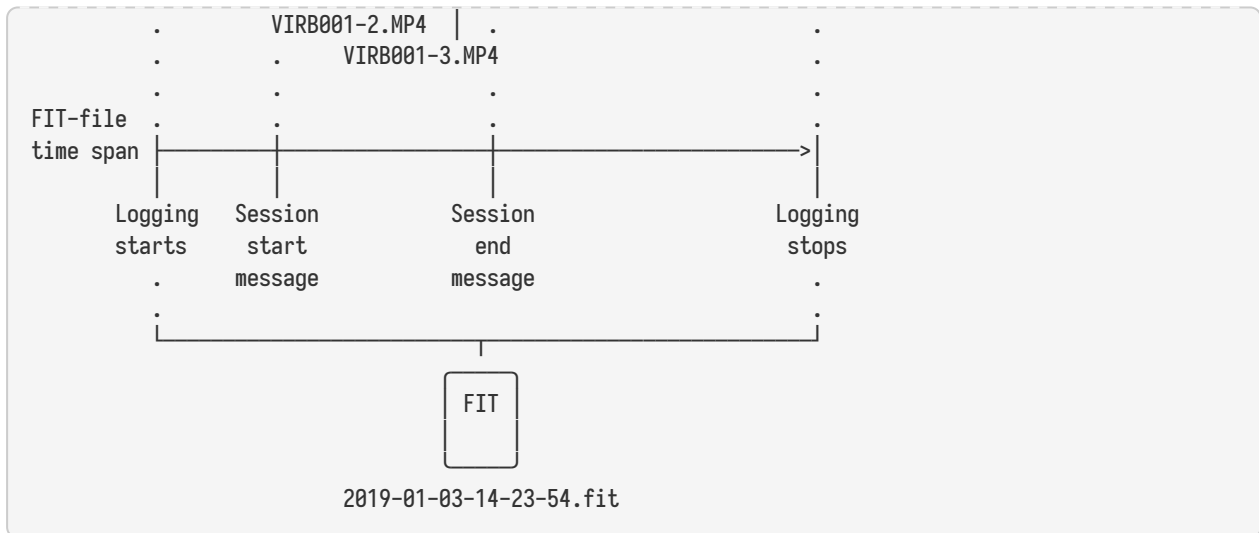 VIRB001-2.MP4
VIRB001-3.MP4
FIT-file
time span
Logging Session Session Logging
starts start end stops
message message
FIT
2019-01-03-14-23-54.fit